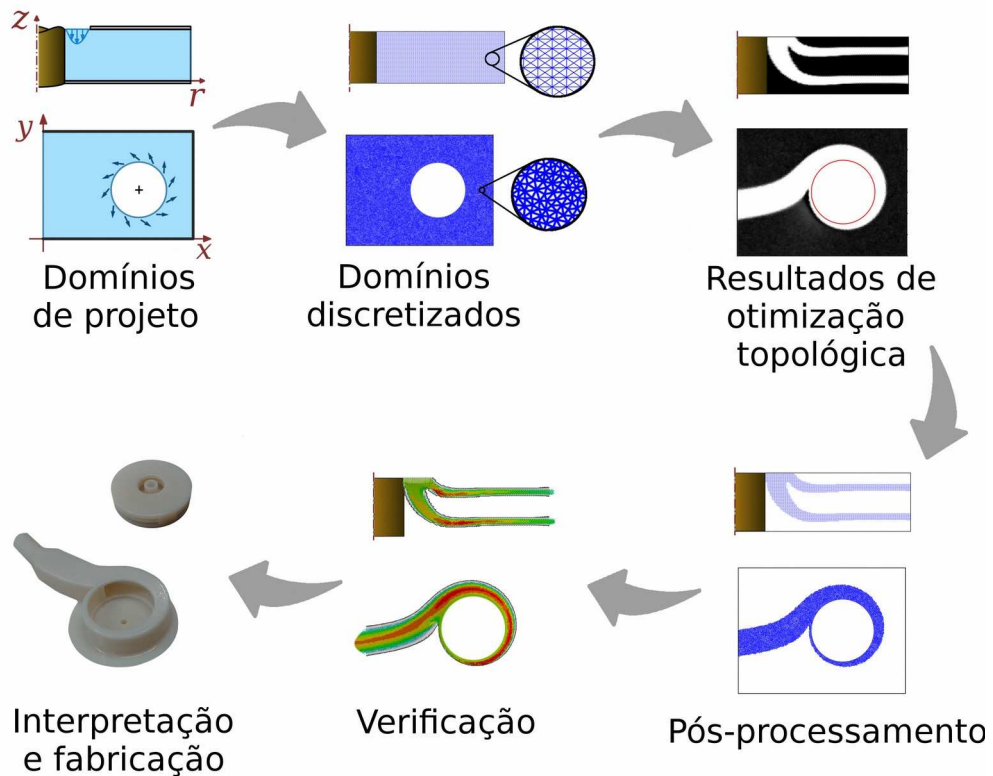 z
r
y
x
Domínios
de projeto
Domínios
discretizados
Resultados de
otimização
topológica
Interpretação
e fabricação
Verificação
Pós-processamento